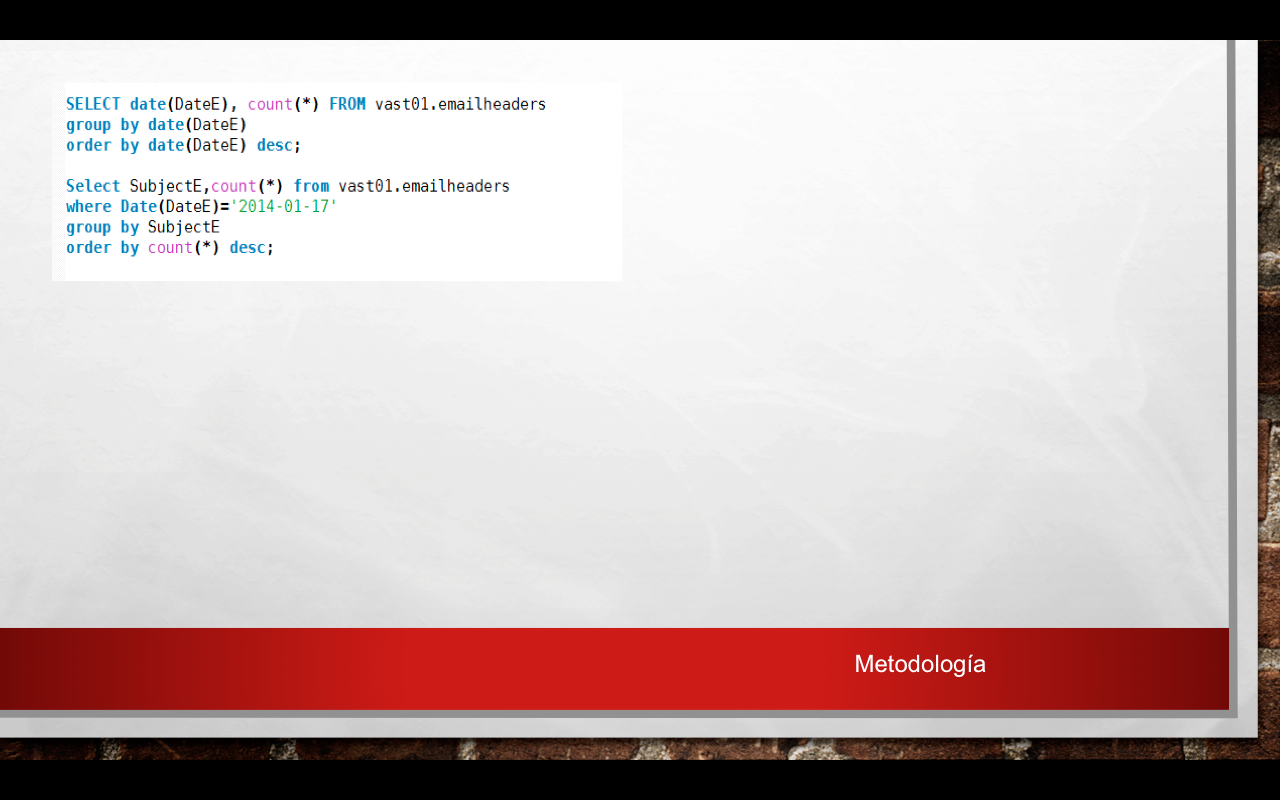 SELECT date(DateE), count(*) FROM vast01.emailheaders
group by date(DateE)
order by date(DateE) desc;
Select SubjectE,count(*) from vast01.emailheaders
where Date(DateE)='2014-01-17'
group by SubjectE
order by count(*) desc;
Metodología